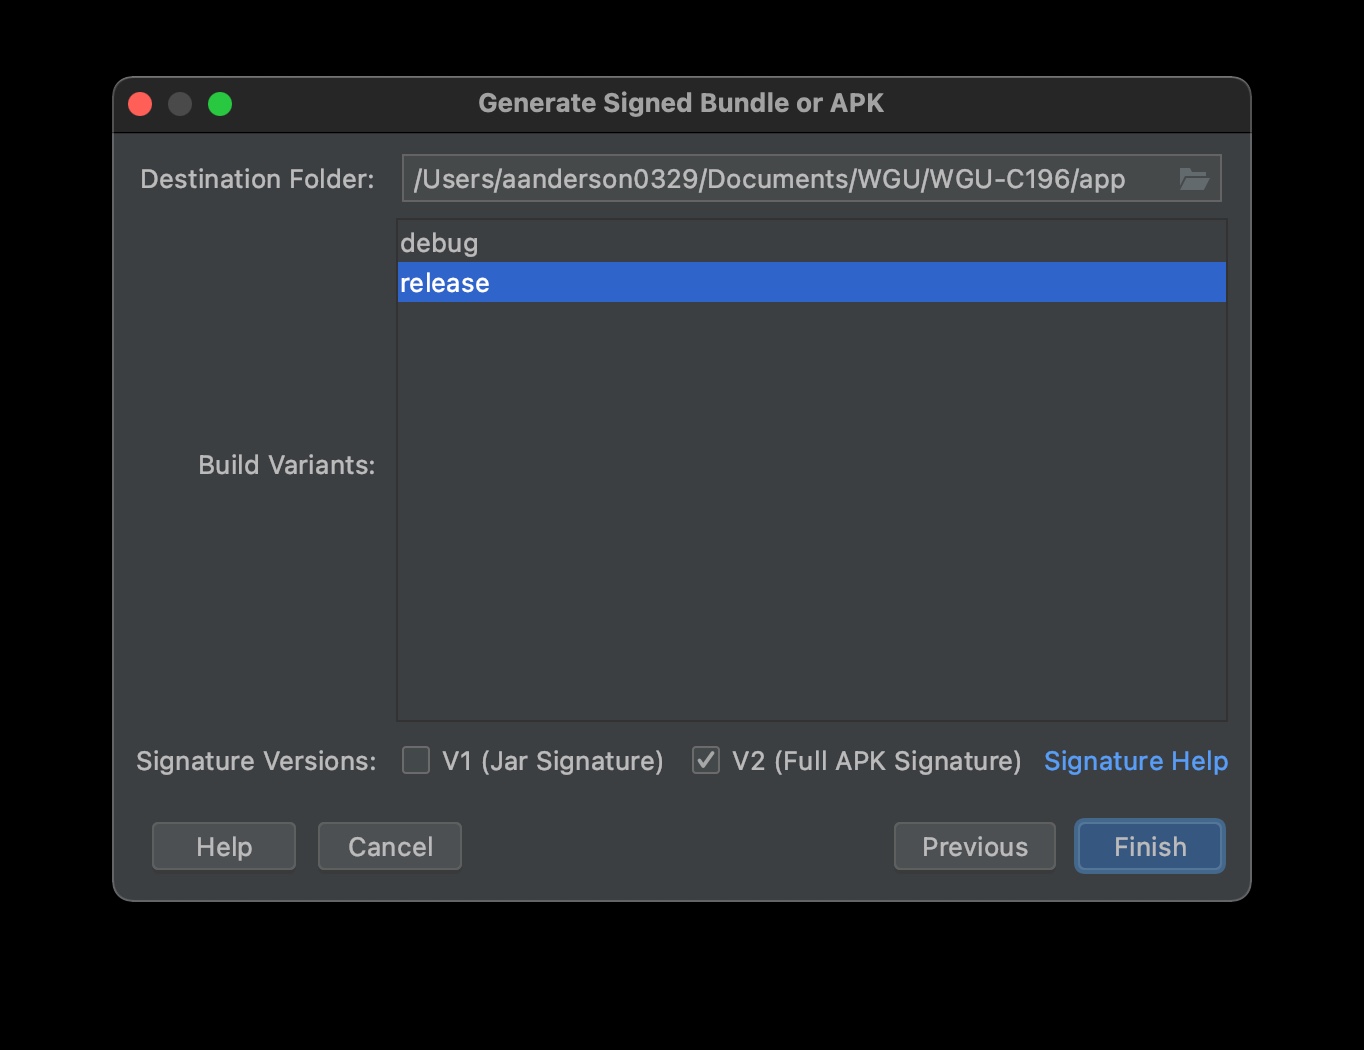 Generate Signed Bundle or APK
Destination Folder: /Users/aanderson0329/Documents/WGU/WGU-C196/app
debug
release
Build Variants:
Signature Versions: V1 (Jar Signature) V2 (Full APK Signature) Signature Help
Help Cancel Previous Finish